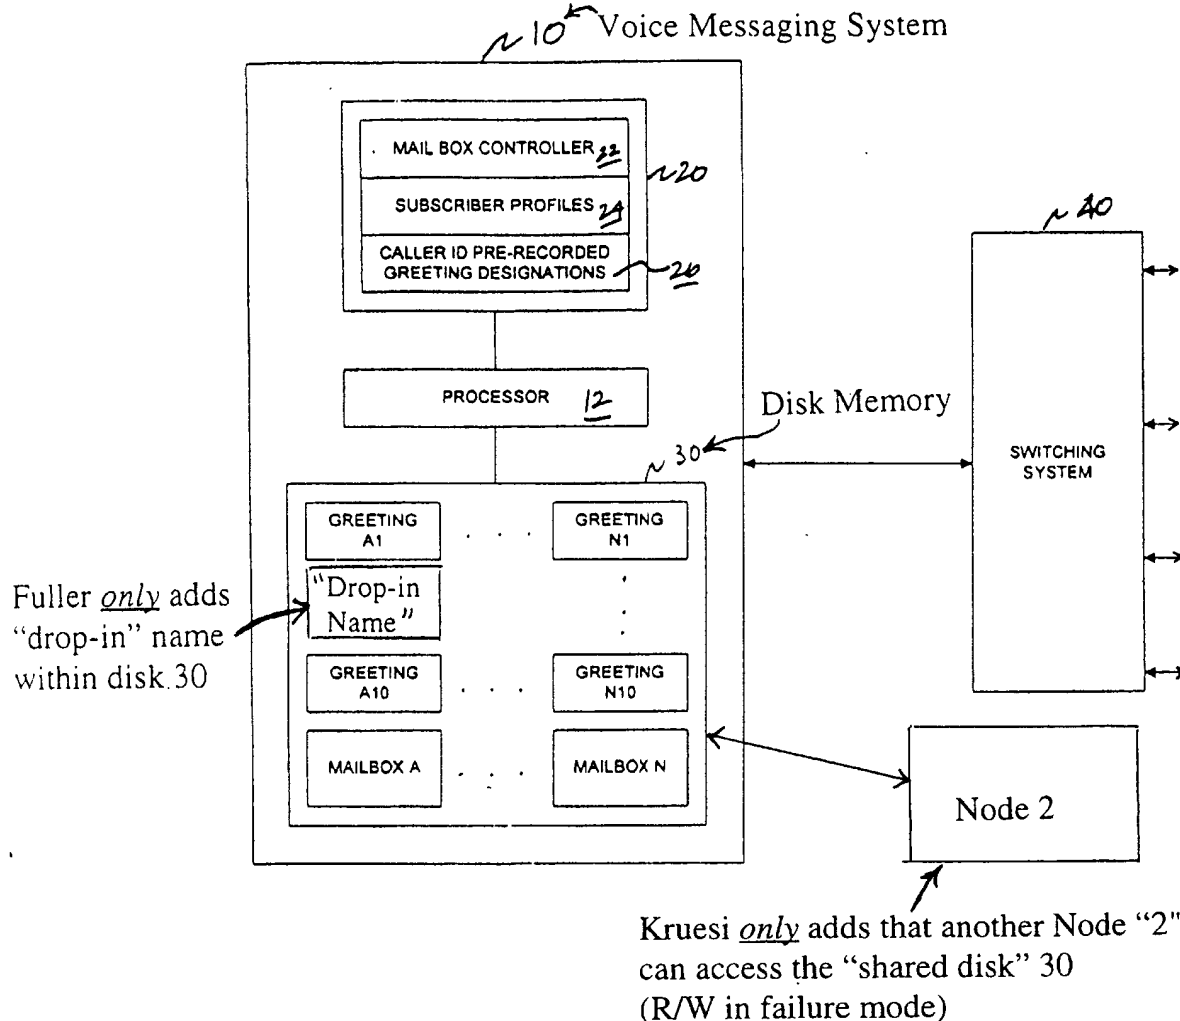 10 Voice Messaging System
MAIL BOX CONTROLLER 22
20
SUBSCRIBER PROFILES 24
CALLER ID PRE-RECORDED
GREETING DESIGNATIONS
26
40
PROCESSOR 12
Disk Memory
30
SWITCHING
SYSTEM
GREETING
A1
. . .
GREETING
N1
Fuller only adds
“drop-in” name
within disk 30
"Drop-in
Name"
GREETING
A10
. . .
GREETING
N10
MAILBOX A
. . .
MAILBOX N
Node 2
Kruesi only adds that another Node “2"
can access the “shared disk” 30
(R/W in failure mode)